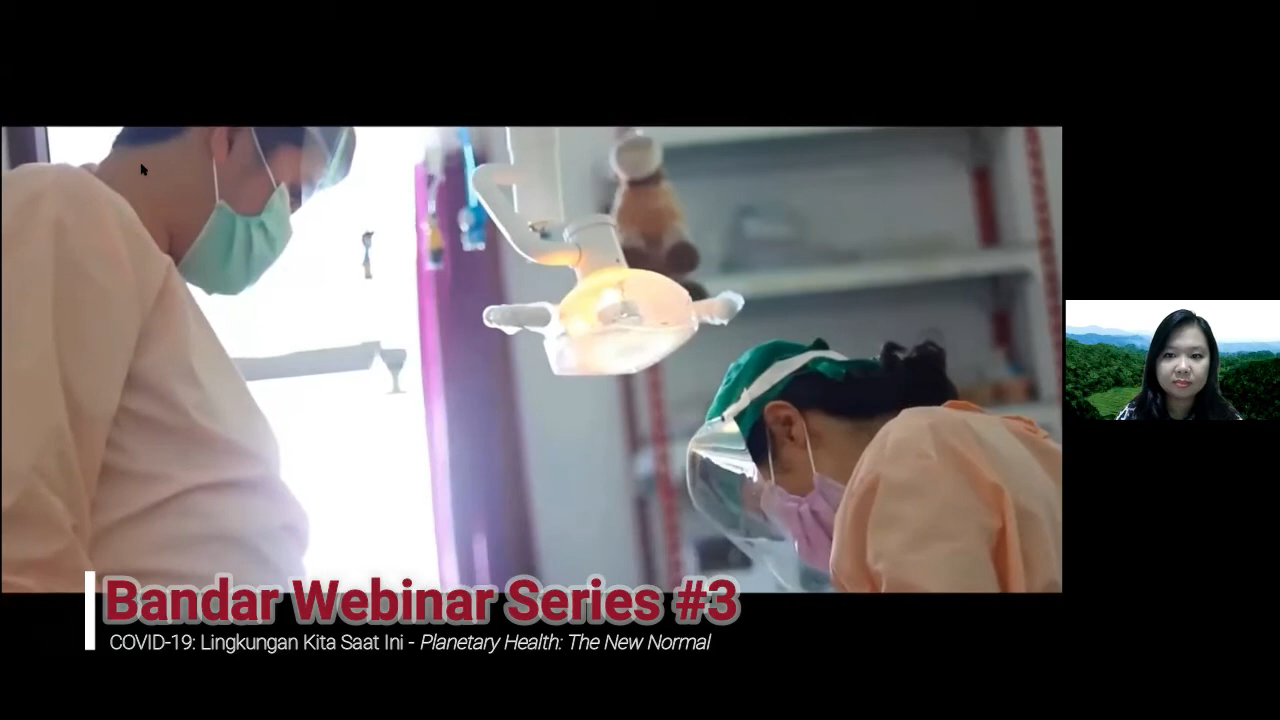 Bandar Webinar Series #3
COVID-19: Lingkungan Kita Saat Ini - Planetary Health: The New Normal